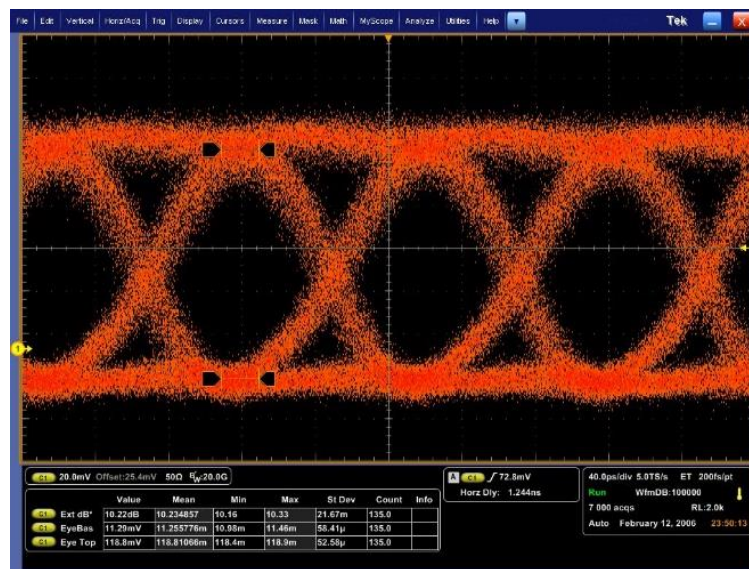 File Edit Vertical Horiz/Acq Trig Display Cursors Measure Mask Math MyScope Analyze Utilities Help Tek X
1
C1 20.0mV Offset:25.4mV 50Ω BW:20.0G
A C1 72.8mV
Horz Dly: 1.244ns
40.0ps/div 5.0TS/s ET 200fs/pt
Run WfmDB:100000
7 000 acqs RL:2.0k
Auto February 12, 2006 23:50:13
Value Mean Min Max St Dev Count Info
C1 Ext dB* 10.22dB 10.234857 10.16 10.33 21.67m 135.0
C1 EyeBas 11.29mV 11.255776m 10.98m 11.46m 58.41µ 135.0
C1 Eye Top 118.8mV 118.81066m 118.4m 118.9m 52.58µ 135.0